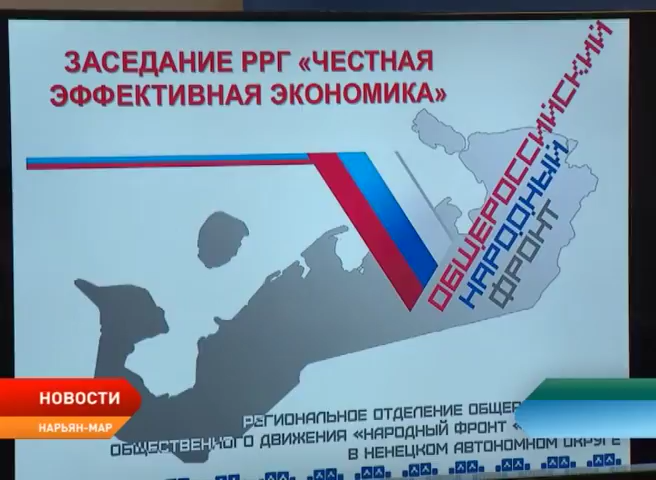 ЗАСЕДАНИЕ РРГ «ЧЕСТНАЯ
ЭФФЕКТИВНАЯ ЭКОНОМИКА»
ОБЩЕРОССИЙСКИЙ
НАРОДНЫЙ
ФРОНТ
НОВОСТИ
НАРЬЯН-МАР
РЕГИОНАЛЬНОЕ ОТДЕЛЕНИЕ
ОБЩЕСТВЕННОГО ДВИЖЕНИЯ «НАРОДНЫЙ ФРОНТ
В НЕНЕЦКОМ АВТОНОМНОМ ОКРУГЕ